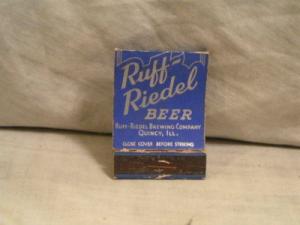 Ruff-
Riedel
BEER
RUFF-RIEDEL BREWING COMPANY
QUINCY, ILL.
CLOSE COVER BEFORE STRIKING